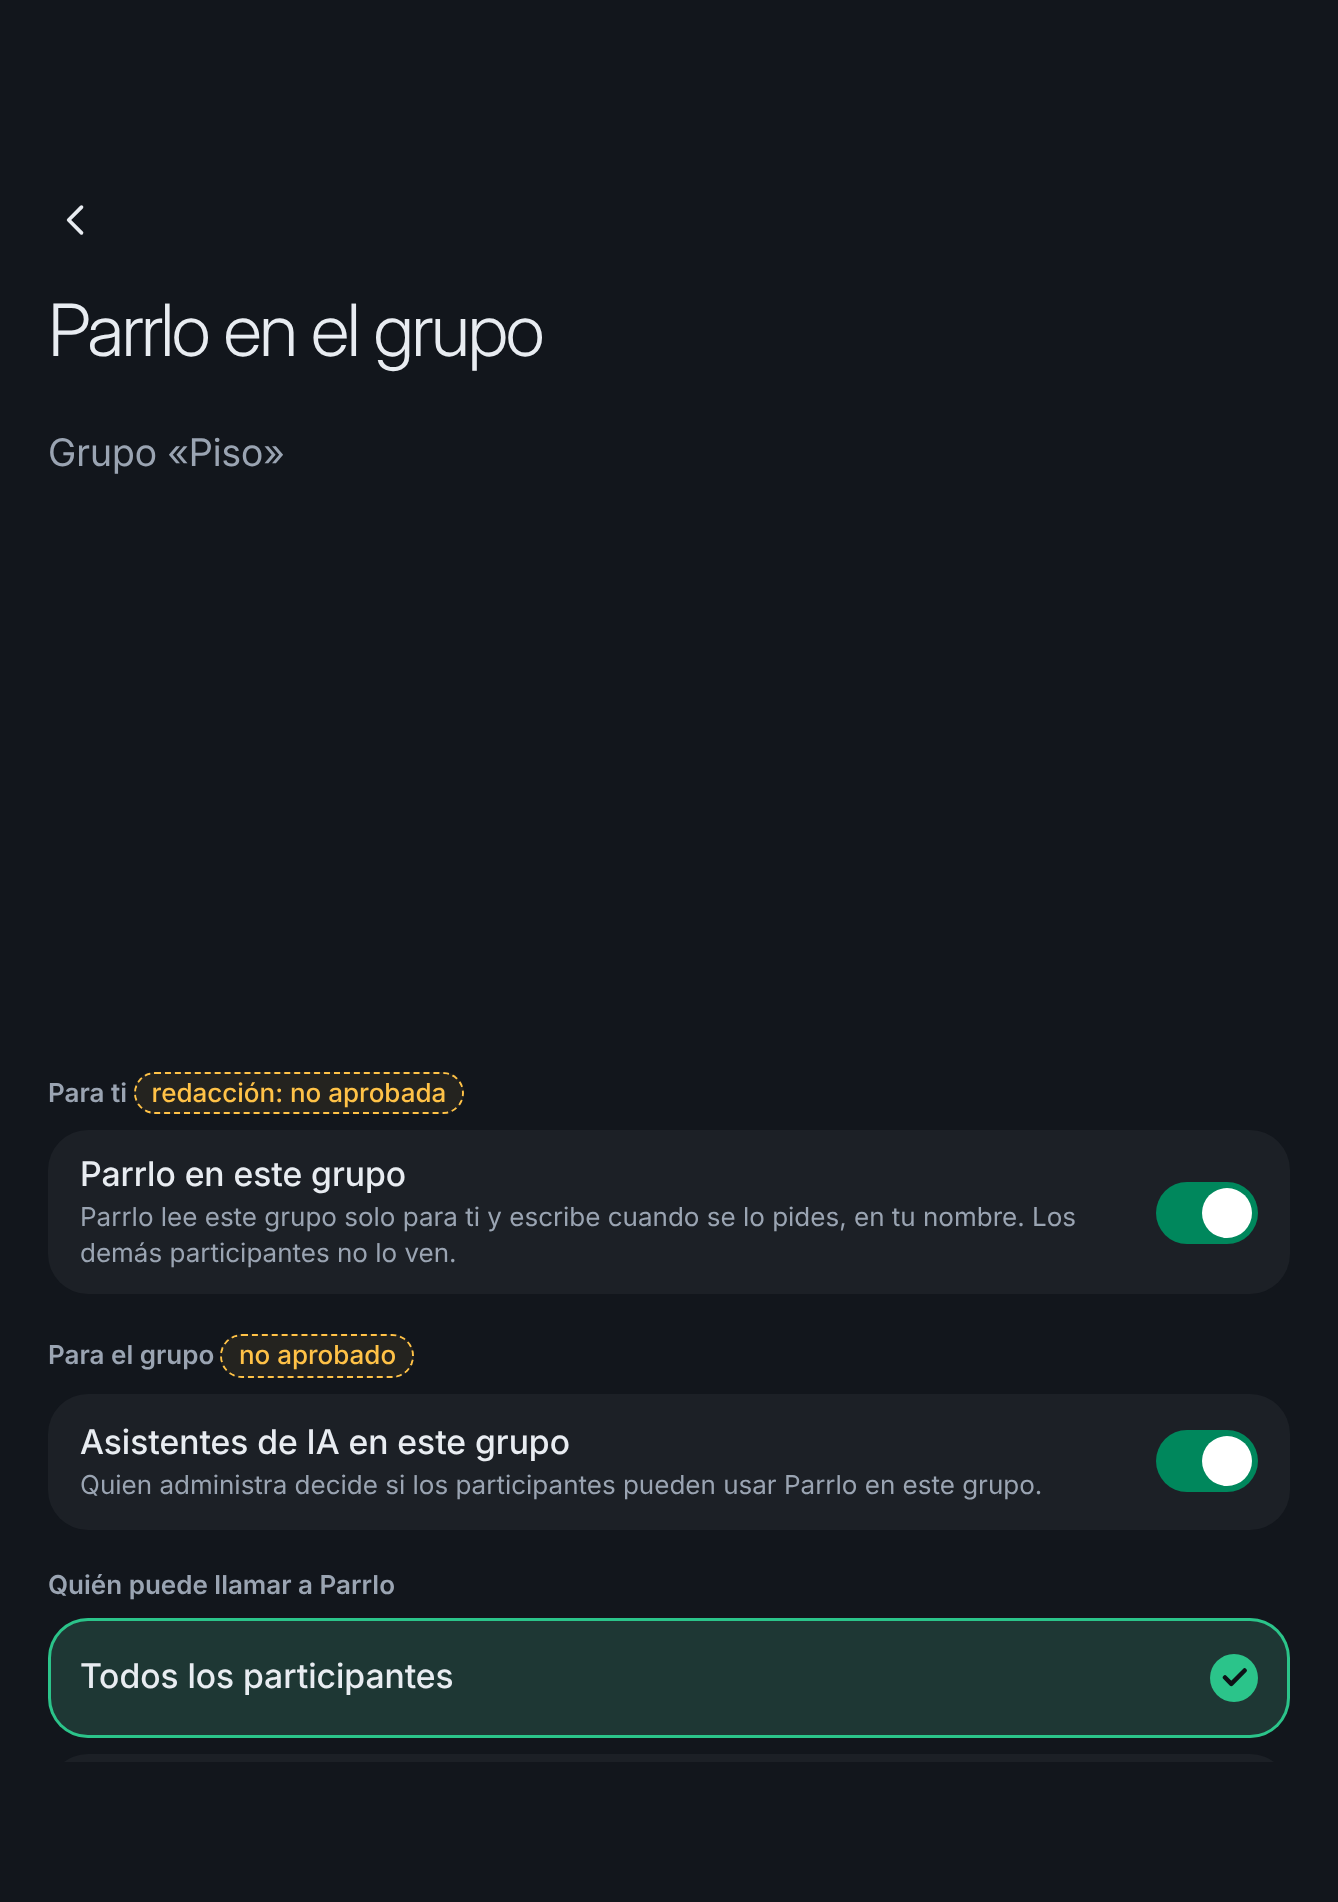 Parrlo en el grupo
Grupo «Piso»
Para ti redacción: no aprobada
Parrlo en este grupo
Parrlo lee este grupo solo para ti y escribe cuando se lo pides, en tu nombre. Los
demás participantes no lo ven.
Para el grupo no aprobado
Asistentes de IA en este grupo
Quien administra decide si los participantes pueden usar Parrlo en este grupo.
Quién puede llamar a Parrlo
Todos los participantes